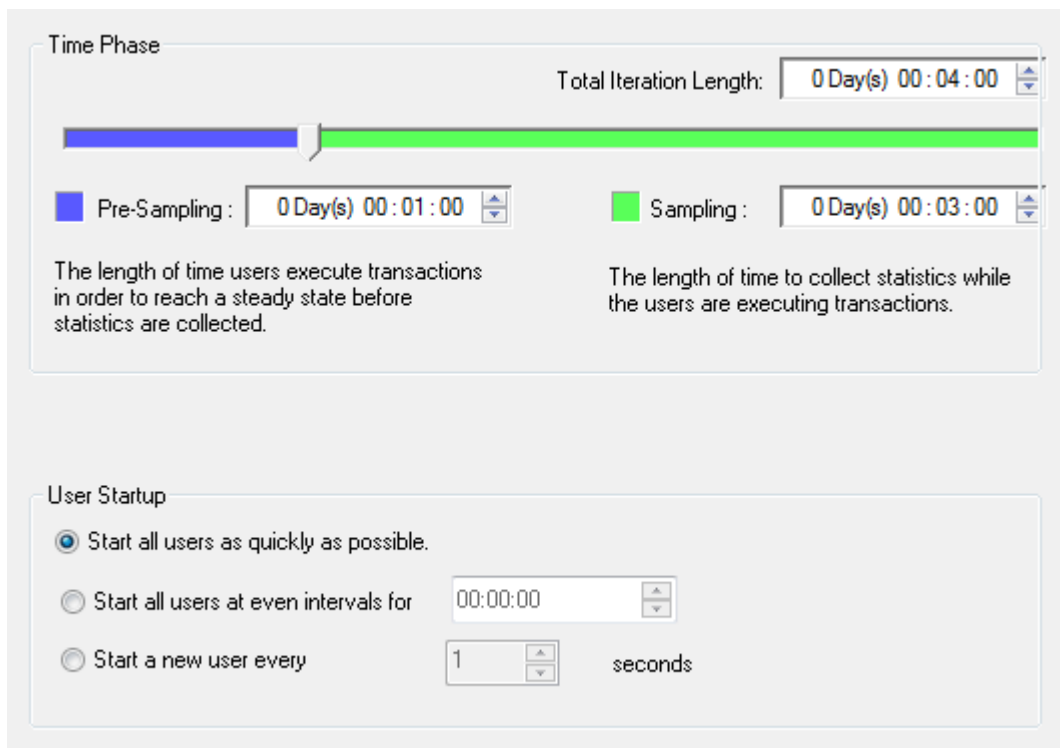 Time Phase
Total Iteration Length: 0 Day(s) 00 : 04 : 00
Pre-Sampling : 0 Day(s) 00 : 01 : 00
Sampling : 0 Day(s) 00 : 03 : 00
The length of time users execute transactions
in order to reach a steady state before
statistics are collected.
The length of time to collect statistics while
the users are executing transactions.
User Startup
Start all users as quickly as possible.
Start all users at even intervals for 00:00:00
Start a new user every 1 seconds